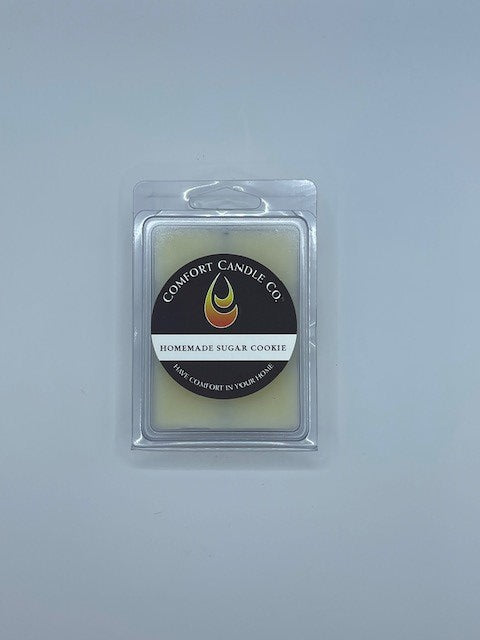 COMFORT CANDLE CO.
HOMEMADE SUGAR COOKIE
HAVE COMFORT IN YOUR HOME